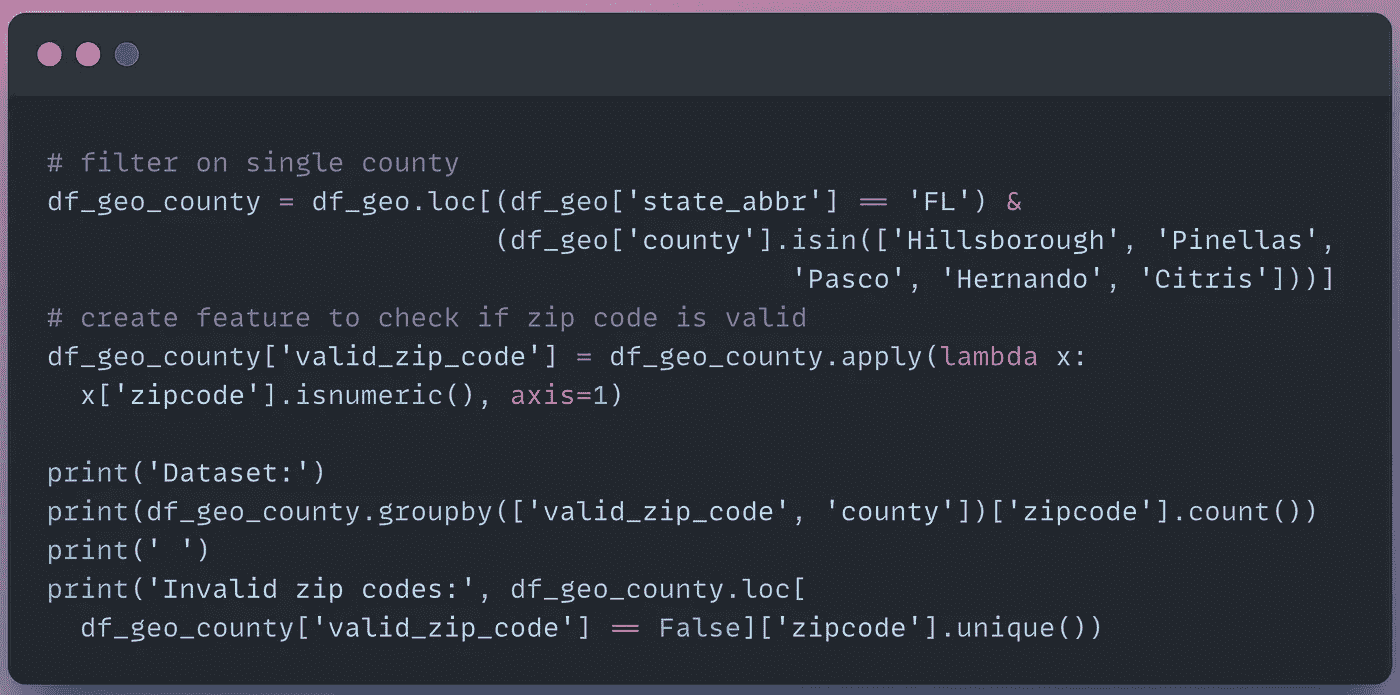 # filter on single county
df_geo_county = df_geo.loc[(df_geo['state_abbr'] == 'FL') &
(df_geo['county'].isin(['Hillsborough', 'Pinellas',
'Pasco', 'Hernando', 'Citris']))]
# create feature to check if zip code is valid
df_geo_county['valid_zip_code'] = df_geo_county.apply(lambda x:
x['zipcode'].isnumeric(), axis=1)
print('Dataset:')
print(df_geo_county.groupby(['valid_zip_code', 'county'])['zipcode'].count())
print(' ')
print('Invalid zip codes:', df_geo_county.loc[
df_geo_county['valid_zip_code'] == False]['zipcode'].unique())